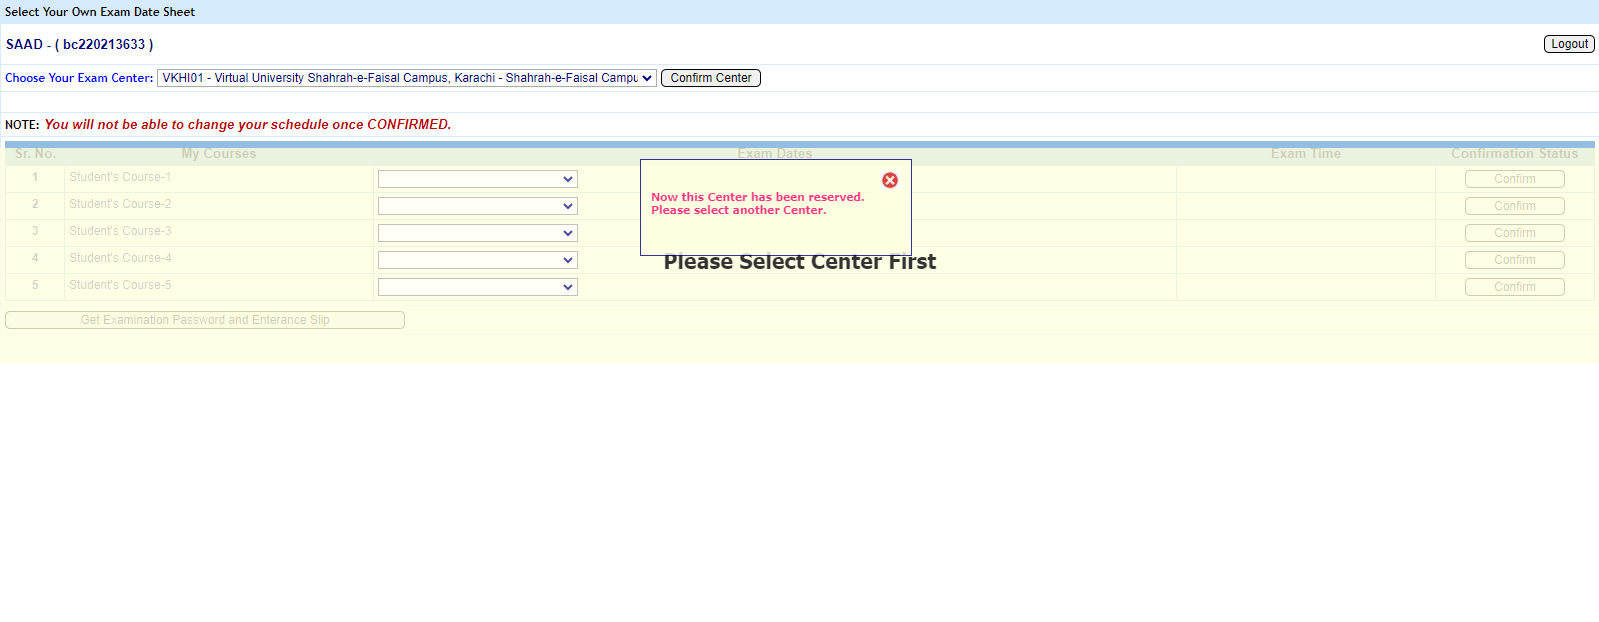 Select Your Own Exam Date Sheet
SAAD - ( bc220213633 )
Logout
Choose Your Exam Center: VKHI01 - Virtual University Shahrah-e-Faisal Campus, Karachi - Shahrah-e-Faisal Campu Confirm Center
NOTE: You will not be able to change your schedule once CONFIRMED.
Sr. No. My Courses Exam Dates Exam Time Confirmation Status
1 Student's Course-1 Confirm
2 Student's Course-2 Confirm
3 Student's Course-3 Confirm
4 Student's Course-4 Confirm
5 Student's Course-5 Confirm
Now this Center has been reserved.
Please select another Center.
Please Select Center First
Get Examination Password and Enterance Slip